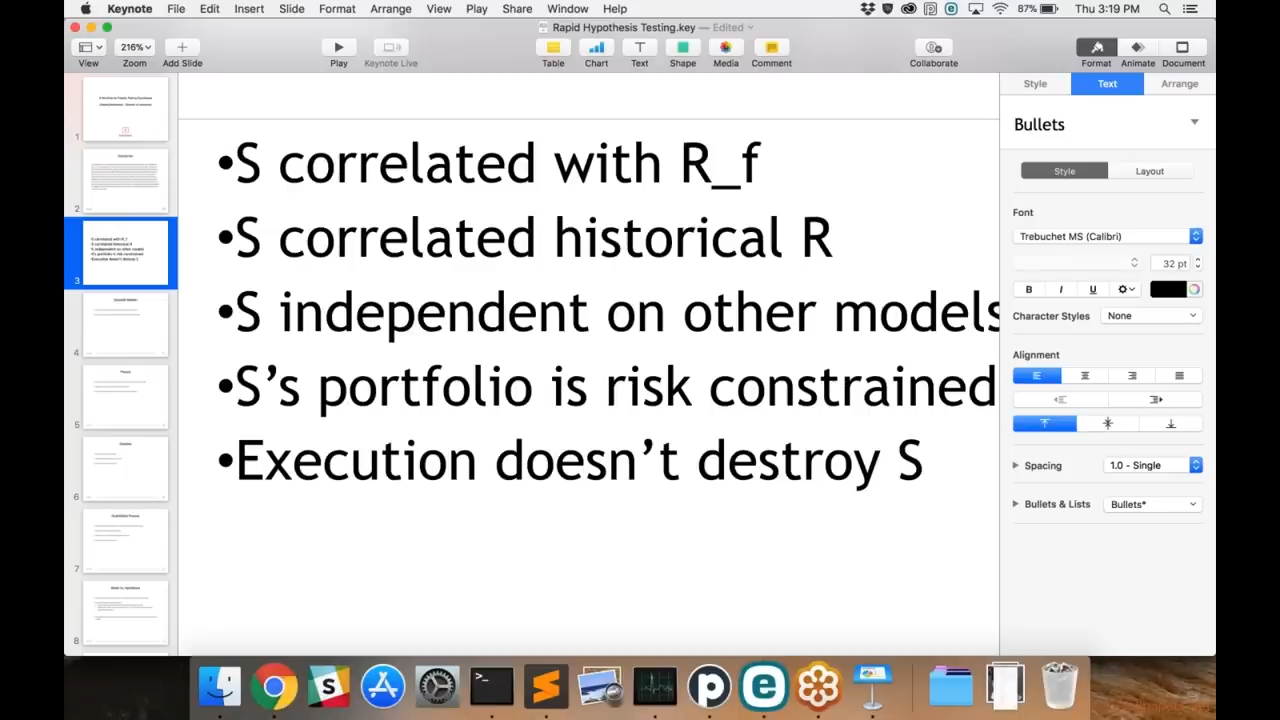 Keynote File Edit Insert Slide Format Arrange View Play Share Window Help 87% Thu 3:19 PM
Rapid Hypothesis Testing.key — Edited
216%
View Zoom Add Slide Play Keynote Live Table Chart Text Shape Media Comment Collaborate Format Animate Document
Style Text Arrange
Bullets
Style Layout
Font
Trebuchet MS (Calibri)
32 pt
B I U
Character Styles None
Alignment
Spacing 1.0 - Single
Bullets & Lists Bullets*
1
2
3
4
5
6
7
8
•S correlated with R_f
•S correlated historical R
•S independent on other models
•S’s portfolio is risk constrained
•Execution doesn’t destroy S